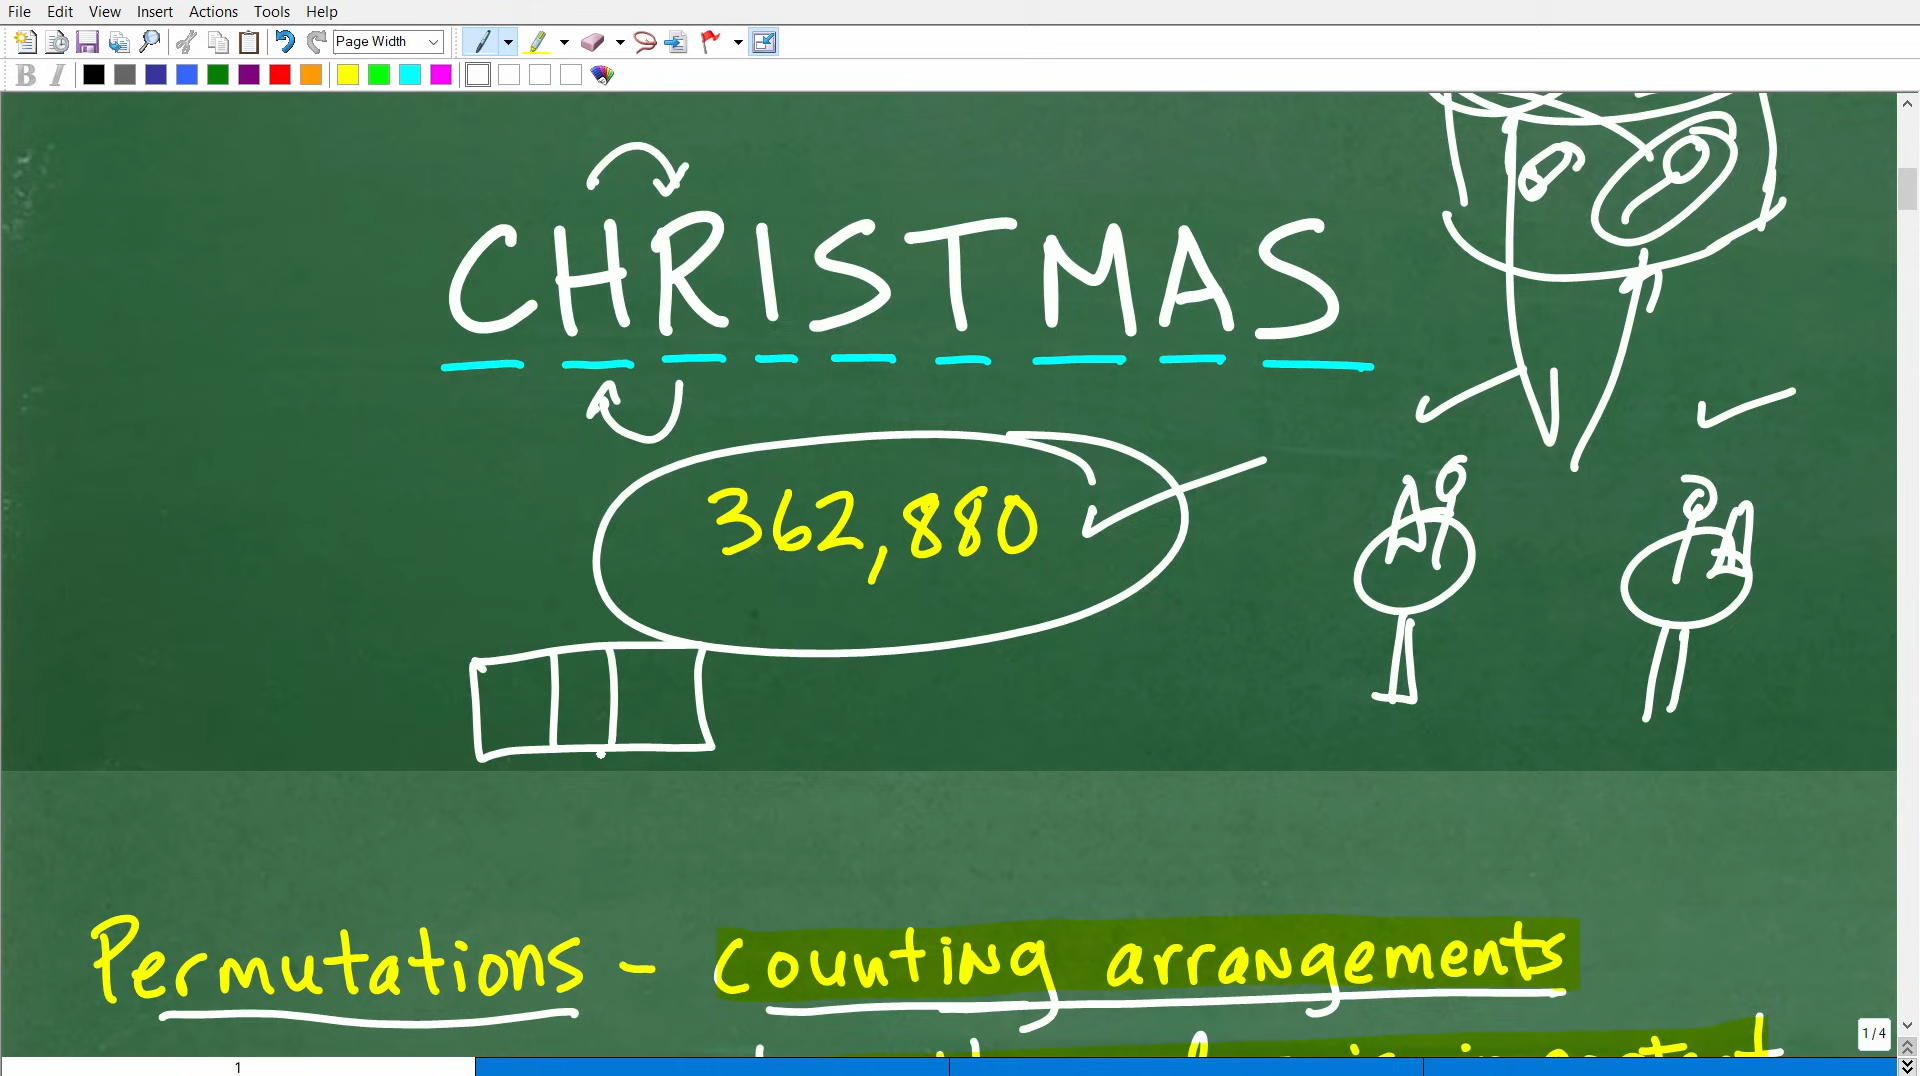 File Edit View Insert Actions Tools Help
Page Width
B I
CHRISTMAS
362,880
Permutations - Counting arrangements
1 / 4
1